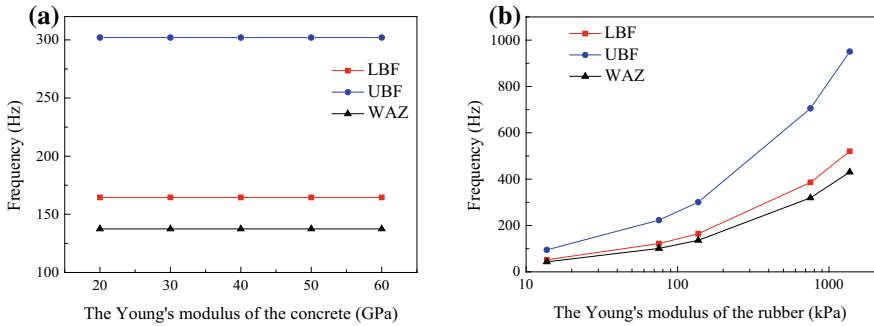 (a)
300
250
200
150
100
20 30 40 50 60
Frequency (Hz)
The Young's modulus of the concrete (GPa)
LBF
UBF
WAZ
(b)
1000
800
600
400
200
0
10 100 1000
Frequency (Hz)
The Young's modulus of the rubber (kPa)
LBF
UBF
WAZ